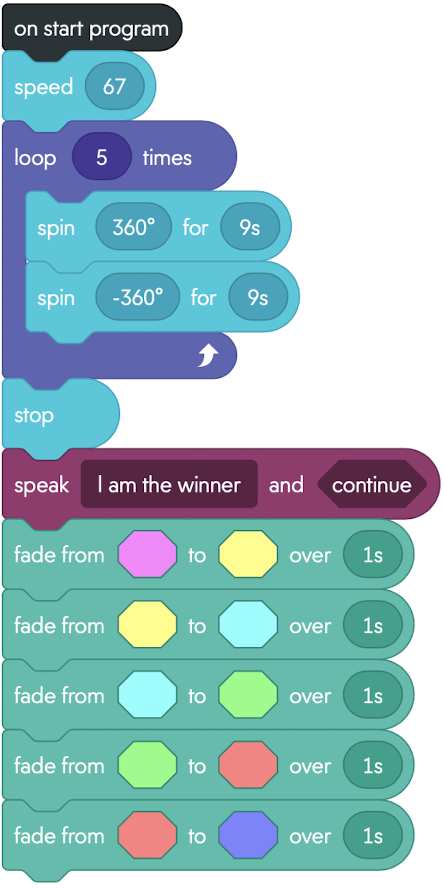 on start program
speed 67
loop 5 times
spin 360° for 9s
spin -360° for 9s
stop
speak I am the winner and continue
fade from to over 1s
fade from to over 1s
fade from to over 1s
fade from to over 1s
fade from to over 1s